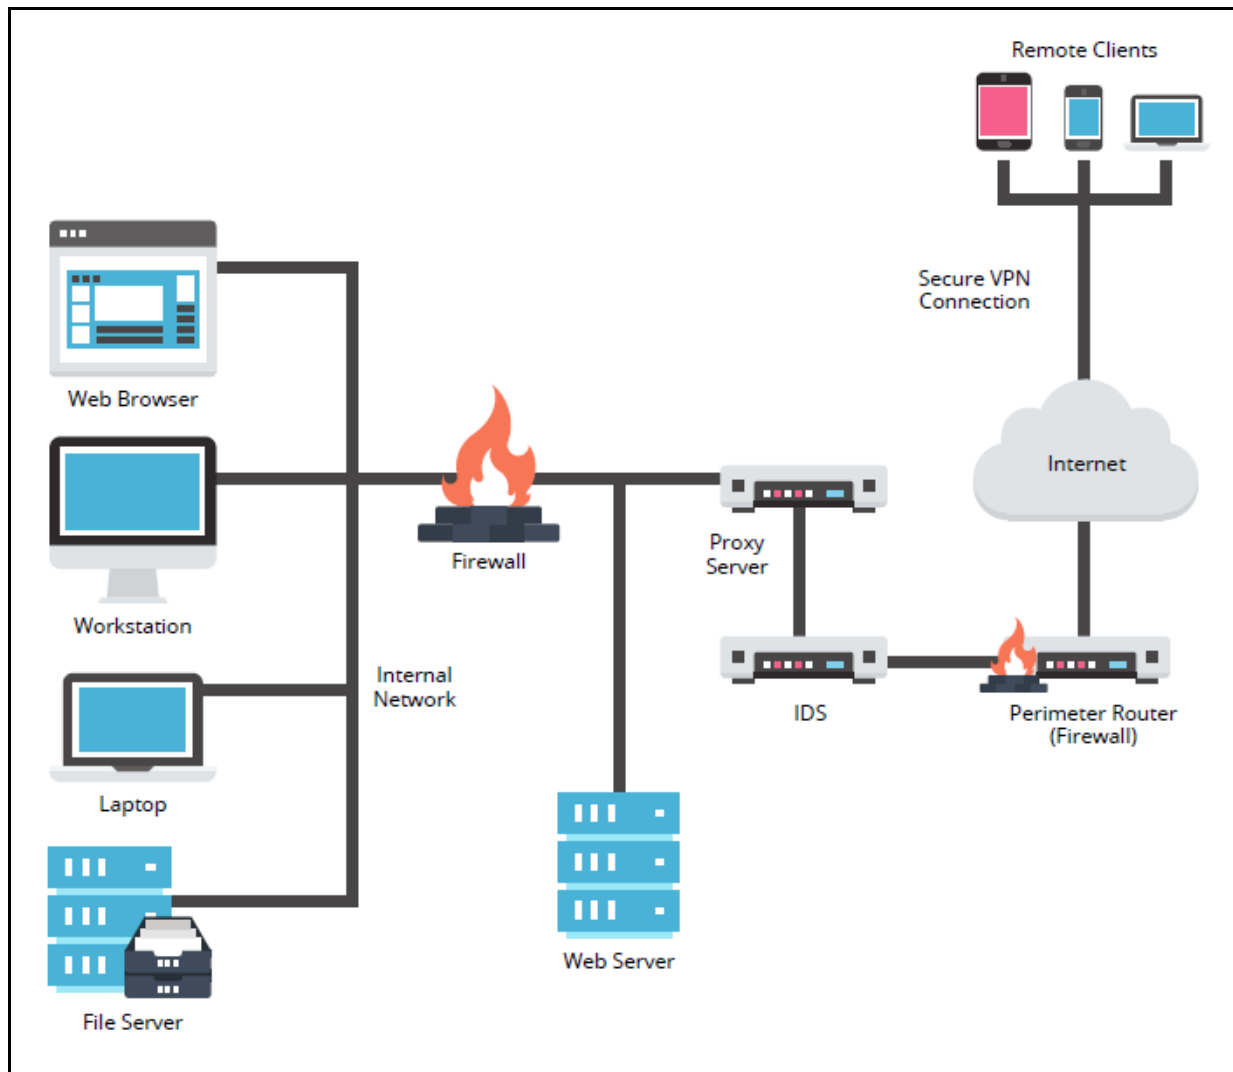 Remote Clients
Secure VPN
Connection
Web Browser
Internet
Firewall
Proxy
Server
Workstation
Internal
Network
IDS
Perimeter Router
(Firewall)
Laptop
Web Server
File Server